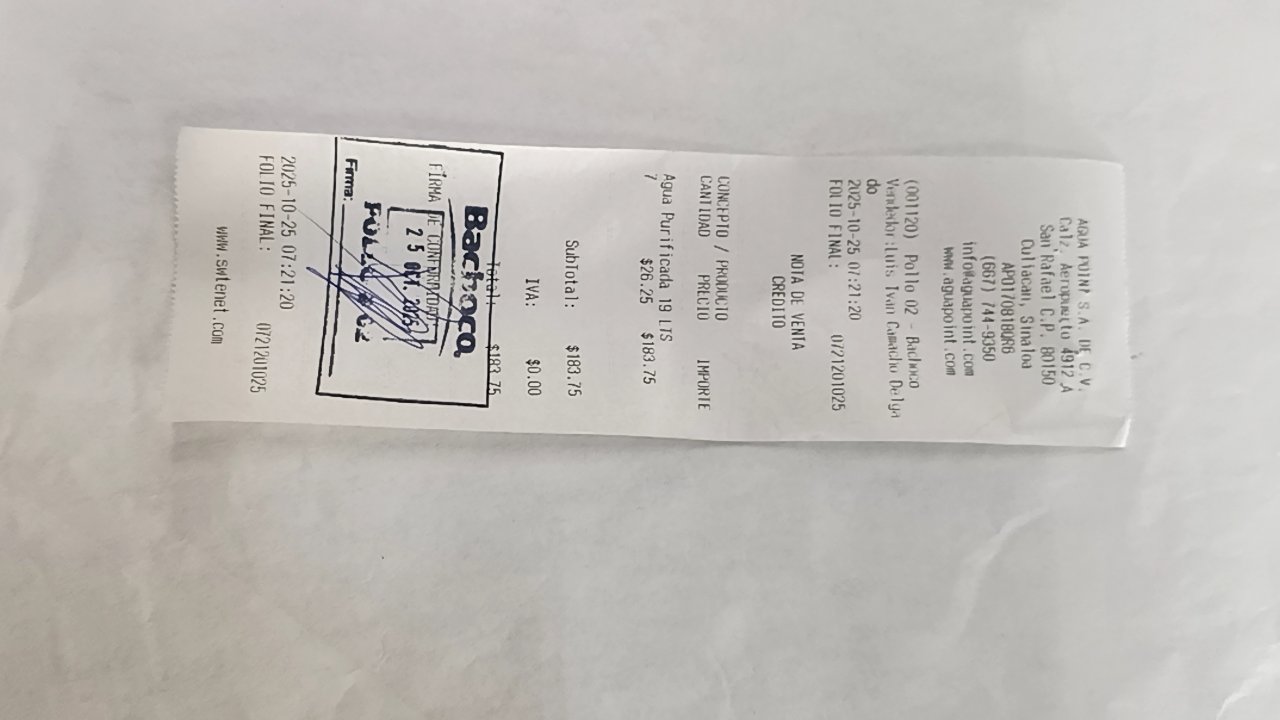 AGUA POINT S.A. DE C.V.
Calz. Aeropuerto 4912 A
San Rafael C.P. 80150
Culiacan, Sinaloa
APO170818QR6
(667) 744-9350
info@aguapoint.com
www.aguapoint.com
(001120) Pollo 02 - Bachoco
Vendedor:Luis Ivan Camacho Delga
do
2025-10-25 07:21:20
FOLIO FINAL: 0721201025
NOTA DE VENTA
CREDITO
CONCEPTO / PRODUCTO
CANTIDAD PRECIO IMPORTE
Agua Purificada 19 LTS
7 $26.25 $183.75
SubTotal: $183.75
IVA: $0.00
Total: $183.75
Bachoco
FIRMA DE CONFORMIDAD
25 OCT. 2025
POLLO # 02
Firma:
2025-10-25 07:21:20
FOLIO FINAL: 0721201025
www.swlenet.com